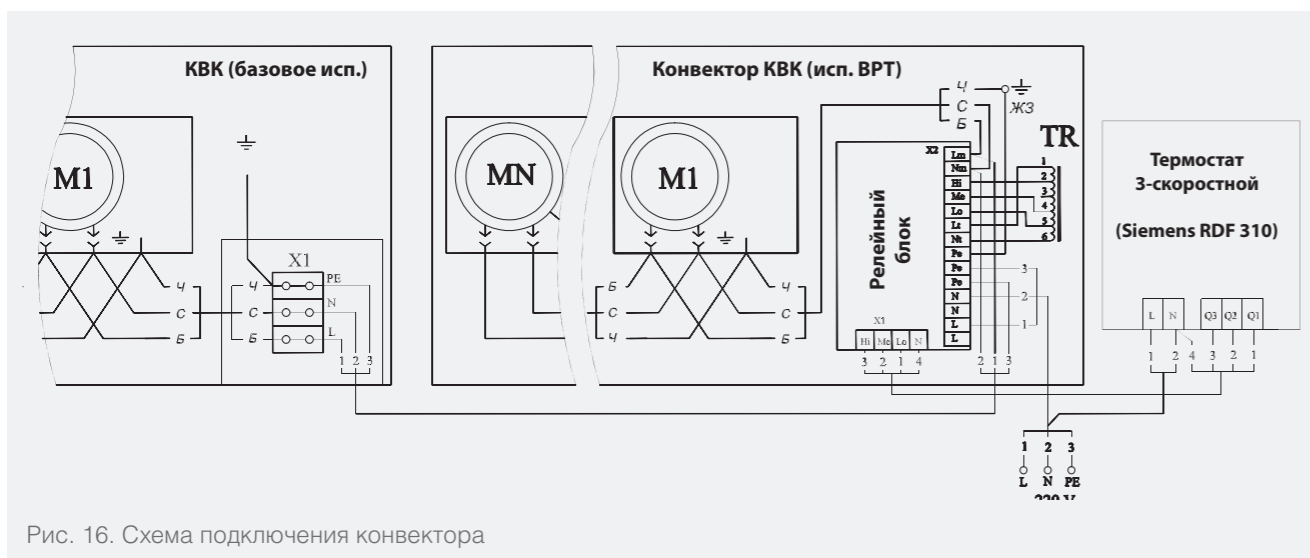 КВК (базовое исп.)
M1
X1
Ч
С
Б
Ч
С
Б
PE
N
L
1 2 3
Конвектор КВК (исп. ВРТ)
MN
M1
Б
С
Ч
Ч
С
Б
Ч
С
Б
ЖЗ
Релейный
блок
X2
Lm
Nm
Hi
Me
Lo
Lt
Nt
Pe
Pe
Pe
N
N
L
L
X1
Hi Me Lo N
3 2 1 4
3
2
1
2 1 3
TR
1
2
3
4
5
6
Термостат
3-скоростной
(Siemens RDF 310)
L N Q3 Q2 Q1
1 2 4 3 2 1
1 2 3
L N PE
220 V
Рис. 16. Схема подключения конвектора